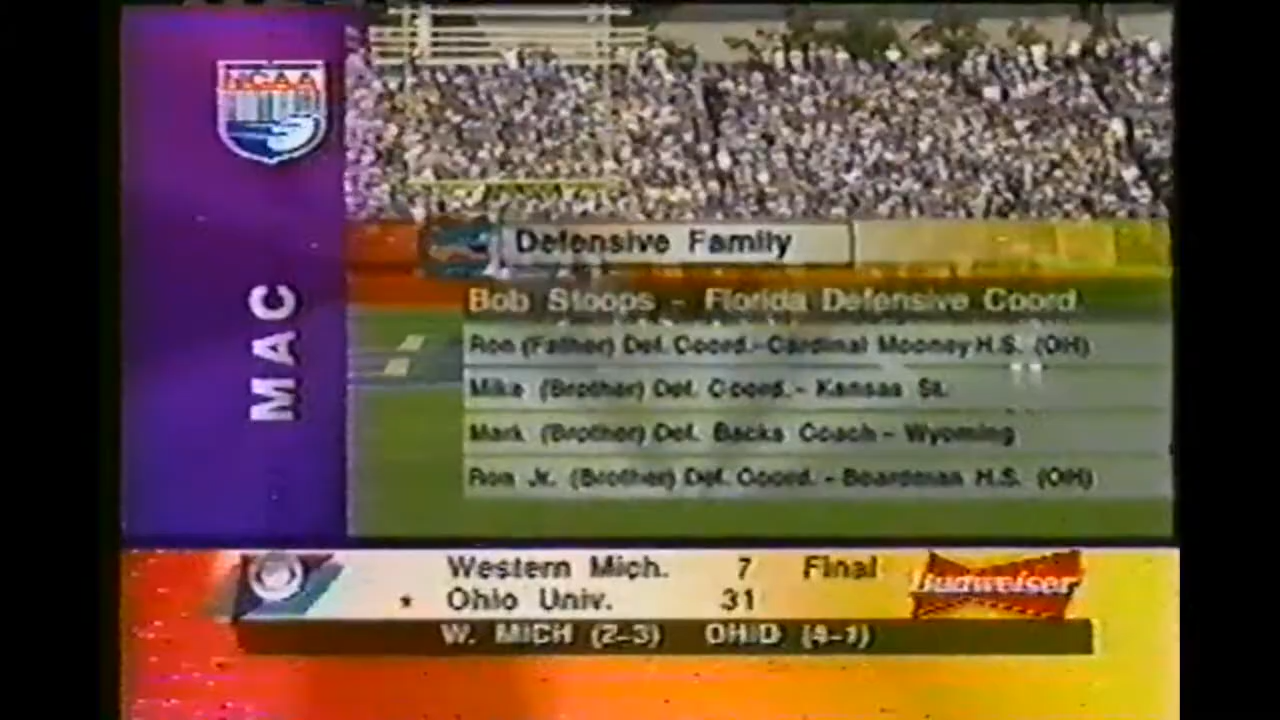 NCAA
MAC
Defensive Family
Bob Stoops - Florida Defensive Coord.
Ron (Father) Def. Coord.-Cardinal Mooney H.S. (OH)
Mike (Brother) Def. Coord. - Kansas St.
Mark (Brother) Def. Backs Coach - Wyoming
Ron Jr. (Brother) Def. Coord. - Boardman H.S. (OH)
Western Mich. 7 Final
* Ohio Univ. 31
Budweiser
W. MICH (2-3) OHIO (4-1)